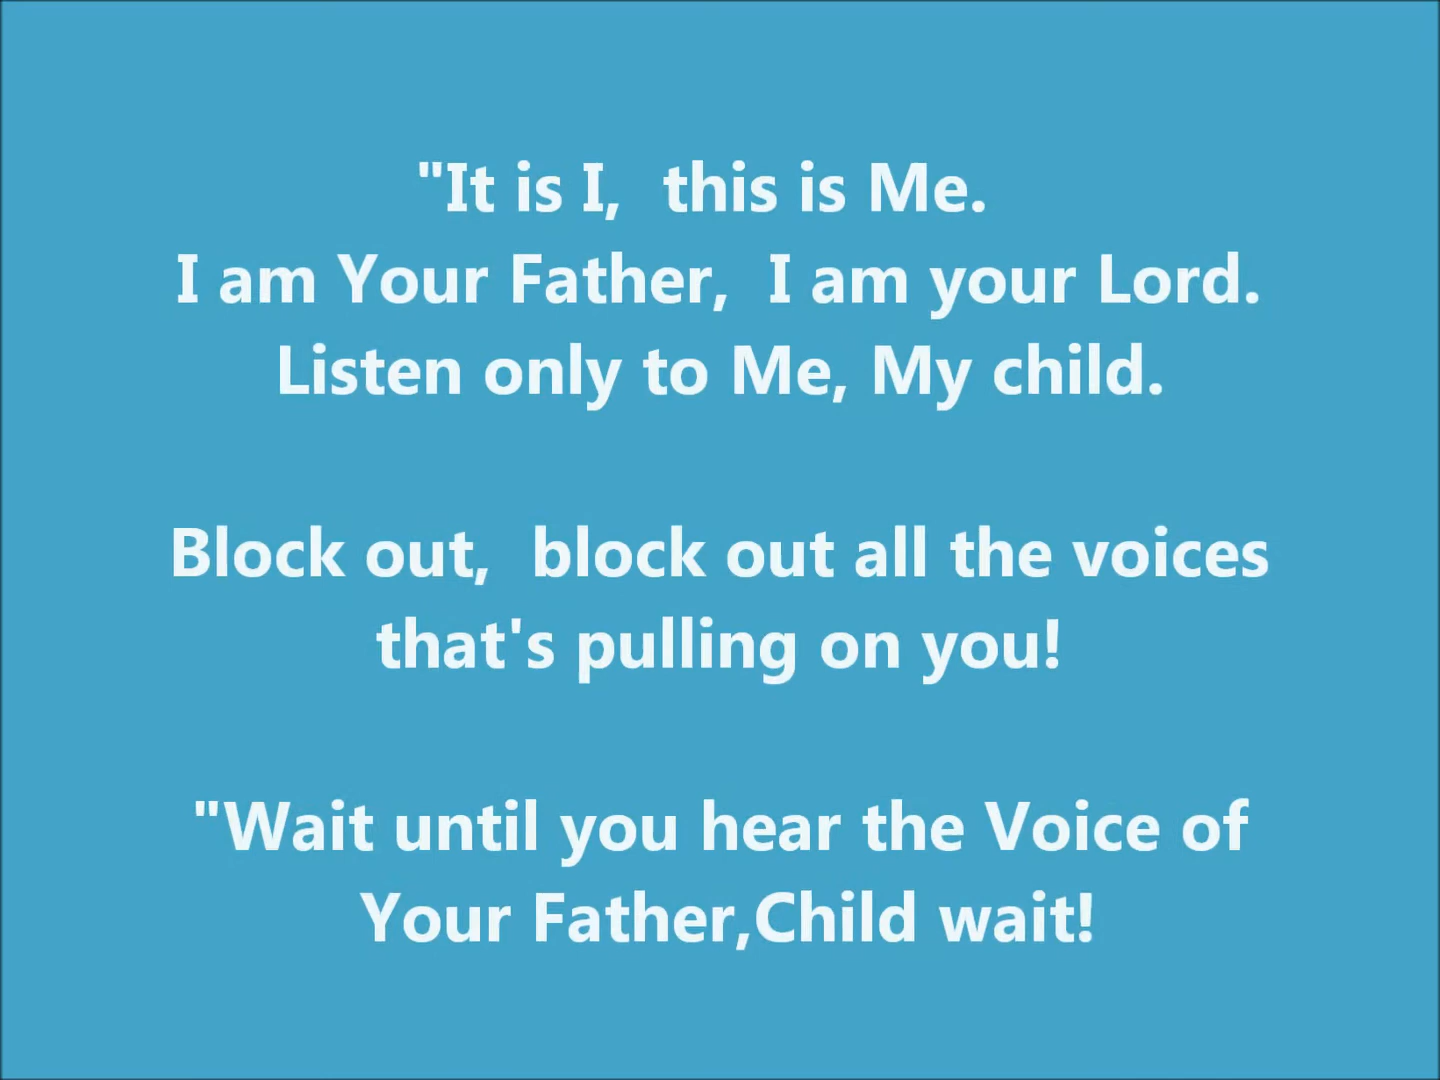 "It is I,  this is Me.
I am Your Father,  I am your Lord.
Listen only to Me, My child.
Block out,  block out all the voices
that's pulling on you!
"Wait until you hear the Voice of
Your Father,Child wait!